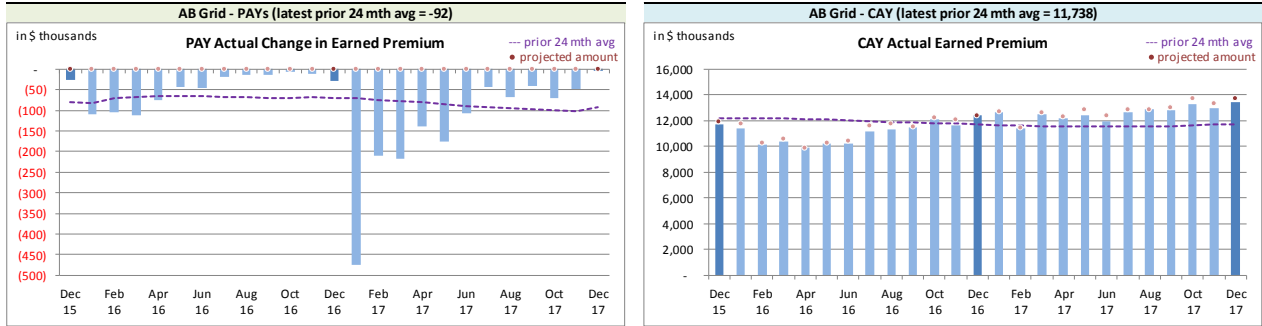 AB Grid - PAYs (latest prior 24 mth avg = -92)
in $ thousands
PAY Actual Change in Earned Premium
--- prior 24 mth avg
projected amount
-
(50)
(100)
(150)
(200)
(250)
(300)
(350)
(400)
(450)
(500)
Dec Feb Apr Jun Aug Oct Dec Feb Apr Jun Aug Oct Dec
15 16 16 16 16 16 16 17 17 17 17 17 17
AB Grid - CAY (latest prior 24 mth avg = 11,738)
in $ thousands
CAY Actual Earned Premium
--- prior 24 mth avg
projected amount
16,000
14,000
12,000
10,000
8,000
6,000
4,000
2,000
-
Dec Feb Apr Jun Aug Oct Dec Feb Apr Jun Aug Oct Dec
15 16 16 16 16 16 16 17 17 17 17 17 17